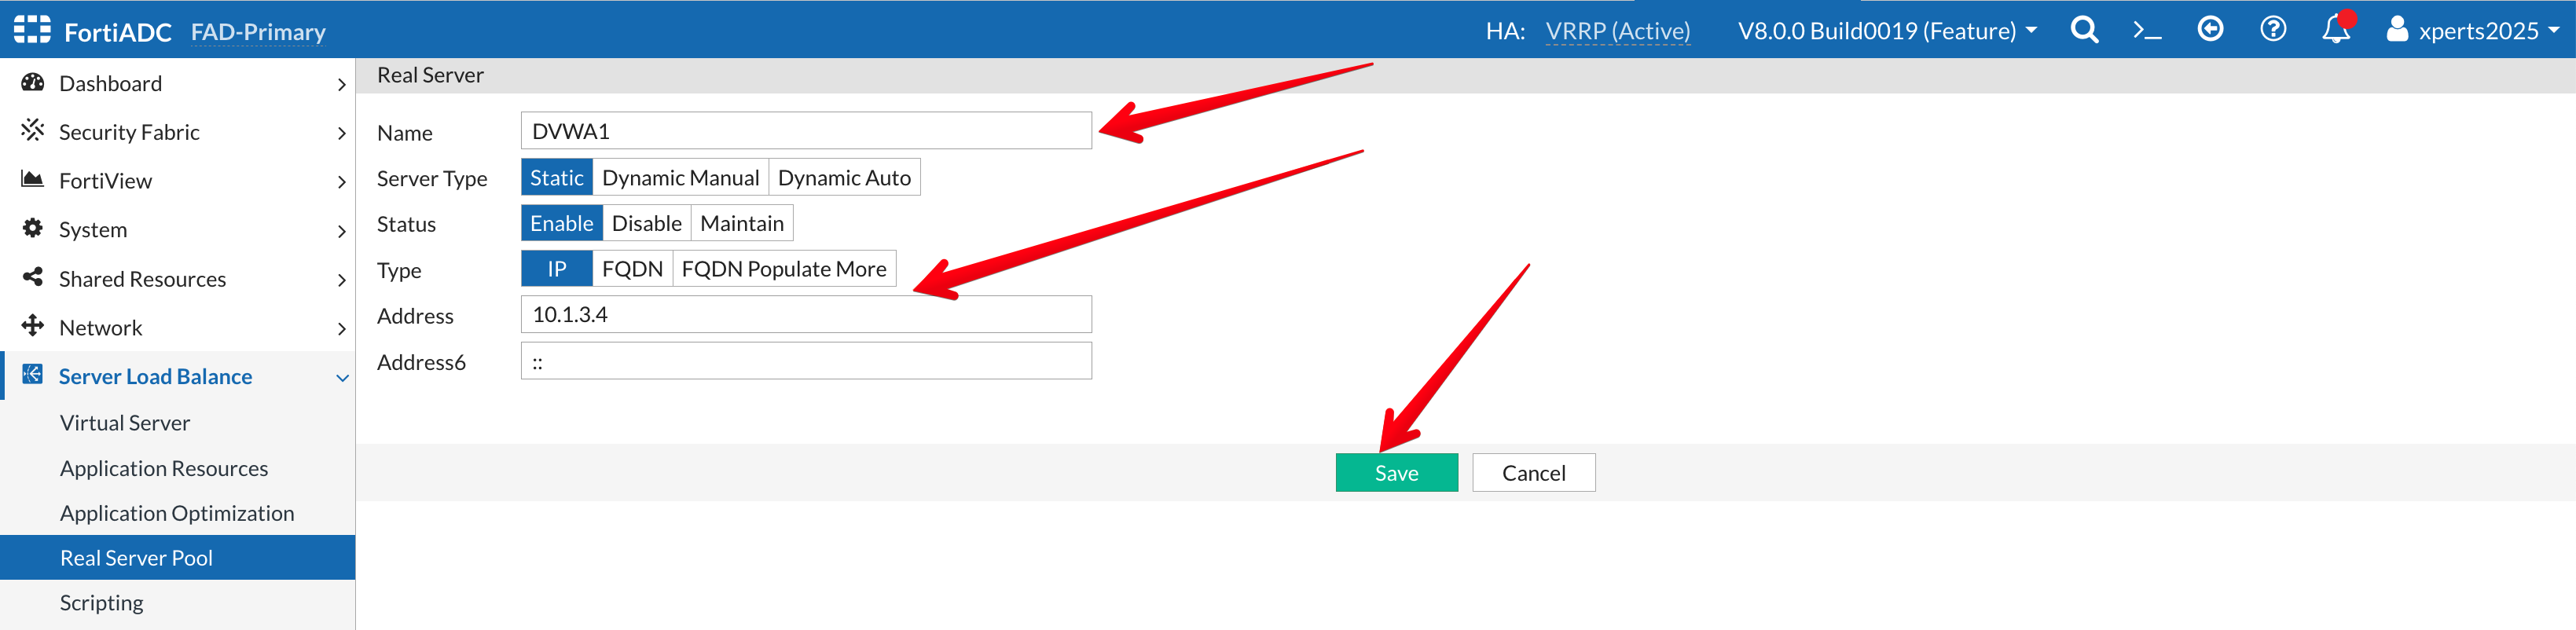 FortiADC FAD-Primary HA: VRRP (Active) V8.0.0 Build0019 (Feature) xperts2025
Dashboard
Security Fabric
FortiView
System
Shared Resources
Network
Server Load Balance
Virtual Server
Application Resources
Application Optimization
Real Server Pool
Scripting
Real Server
Name DVWA1
Server Type Static Dynamic Manual Dynamic Auto
Status Enable Disable Maintain
Type IP FQDN FQDN Populate More
Address 10.1.3.4
Address6 ::
Save Cancel